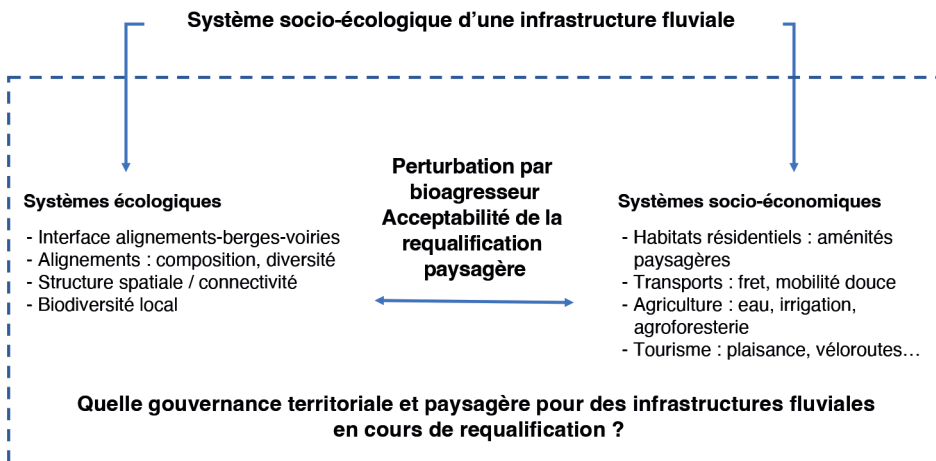 Système socio-écologique d'une infrastructure fluviale
Perturbation par
bioagresseur
Acceptabilité de la
requalification
paysagère
Systèmes écologiques
- Interface alignements-berges-voiries
- Alignements : composition, diversité
- Structure spatiale / connectivité
- Biodiversité local
Systèmes socio-économiques
- Habitats résidentiels : aménités
paysagères
- Transports : fret, mobilité douce
- Agriculture : eau, irrigation,
agroforesterie
- Tourisme : plaisance, véloroutes…
Quelle gouvernance territoriale et paysagère pour des infrastructures fluviales
en cours de requalification ?